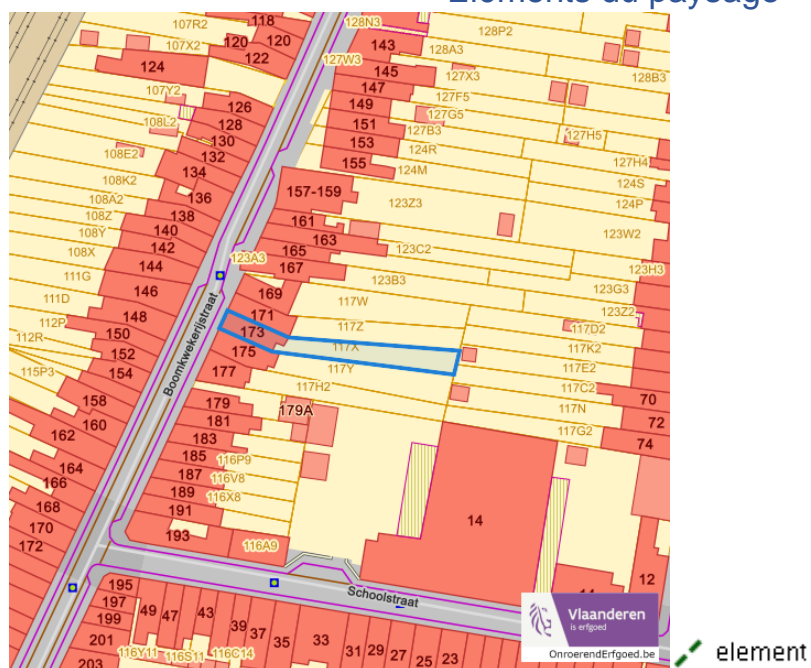 Eléments du paysage
107R2 118 128N3 128P2
107X2 120 120 143 128A3
124 122 127W3 145 127X3 128B3
107Y2 147 127F5
126 149 127G5
108L2 128 151 127B3 127H5
130 153 124R
108E2 132 155 124M 127H4
134 124S
108K2 136 157-159 124P
108A2 123Z3
108Z 138 161 123W2
108Y 140 163
108X 142 165 123C2
144 123A3 167 123H3
111G 146 123B3 123G3
111D 169 117W 123Z2
112P 148 171 117Z 117D2
112R 150 173 117X 117K2
152 175 117Y 117E2
115P3 154 177 117H2 117C2
Boomkwekerijstraat
158 179 179A 117N 70
160 181 117G2 72
162 183 74
164 185 116P9
166 187 116V8
168 189 116X8
170 191 14
172 193 116A9
Schoolstraat
14 12
195 49 47 43 39 37 35 33 31 29 27 25 23
197
199
201 116Y11 116S11 116C14
203
Vlaanderen
is erfgoed
OnroerendErfgoed.be
element